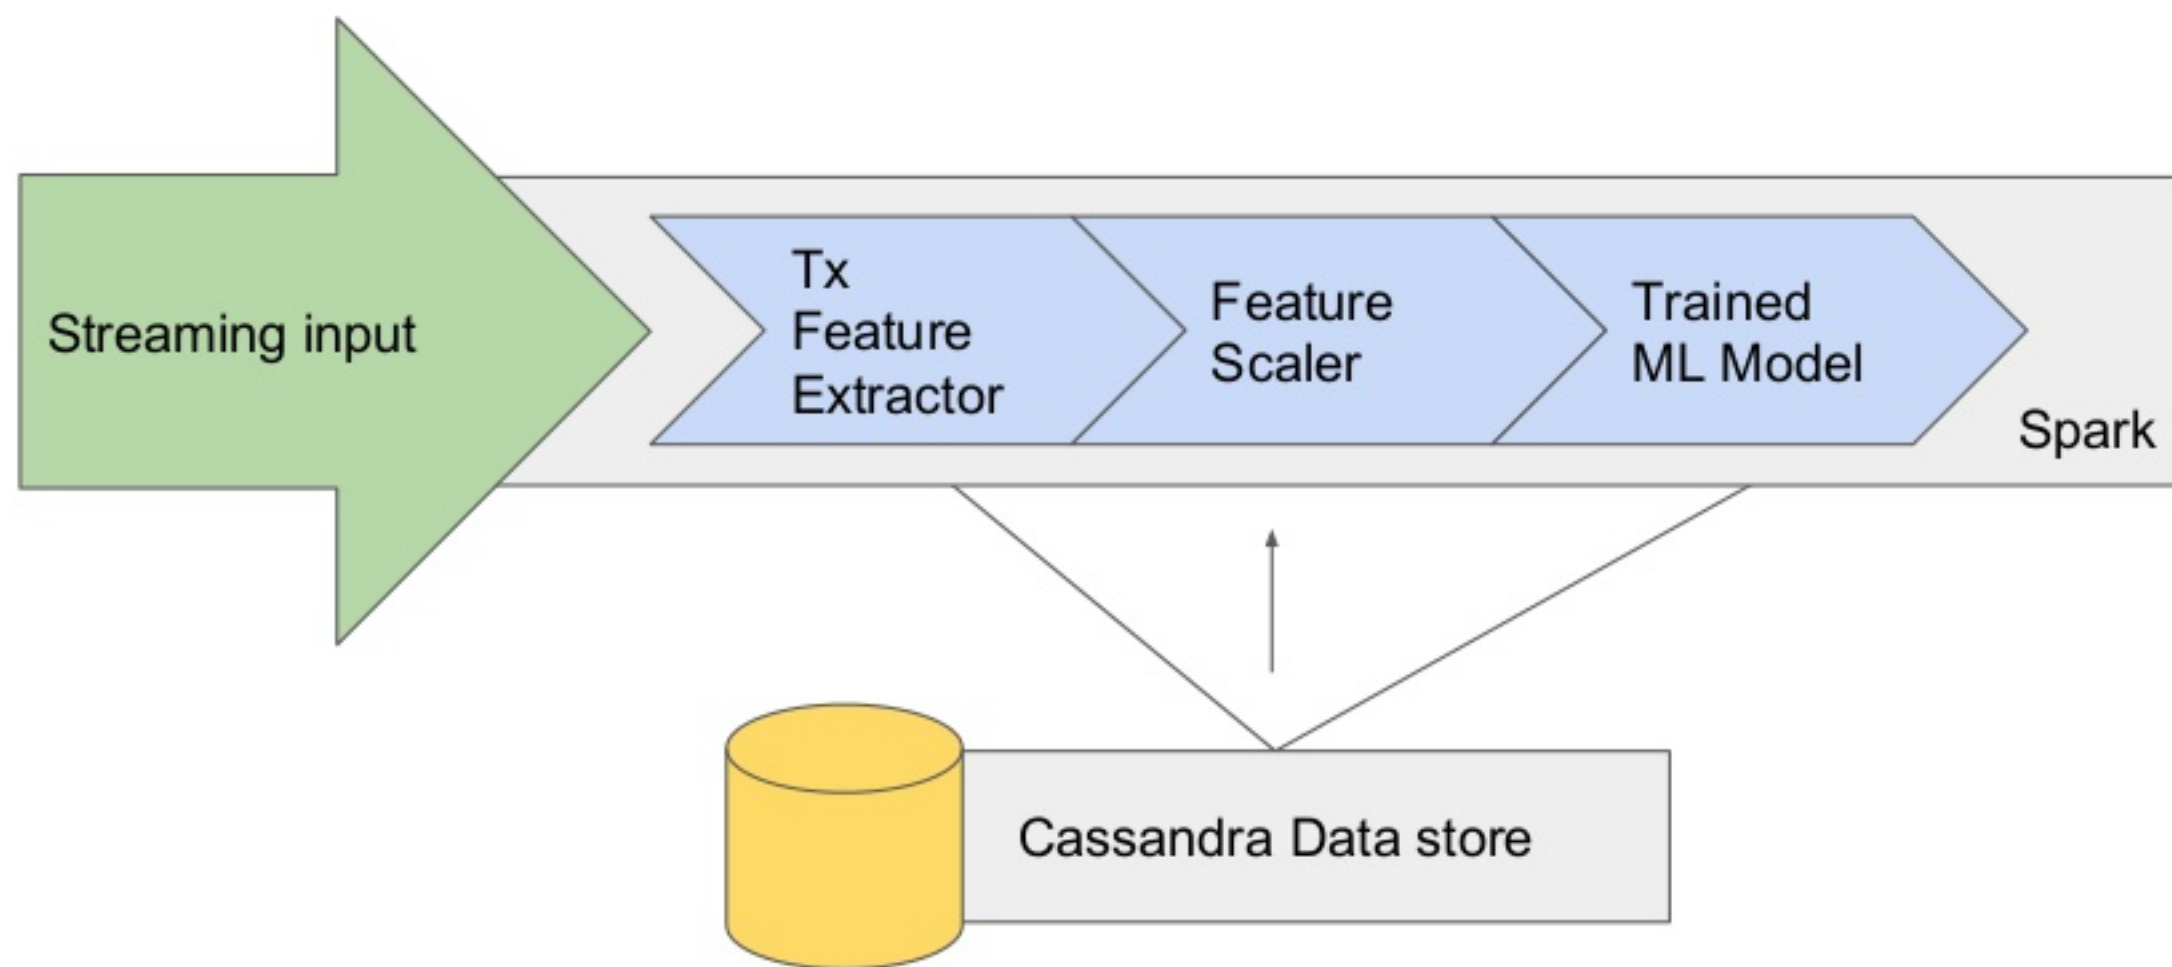 Streaming input
Tx
Feature
Extractor
Feature
Scaler
Trained
ML Model
Spark
Cassandra Data store